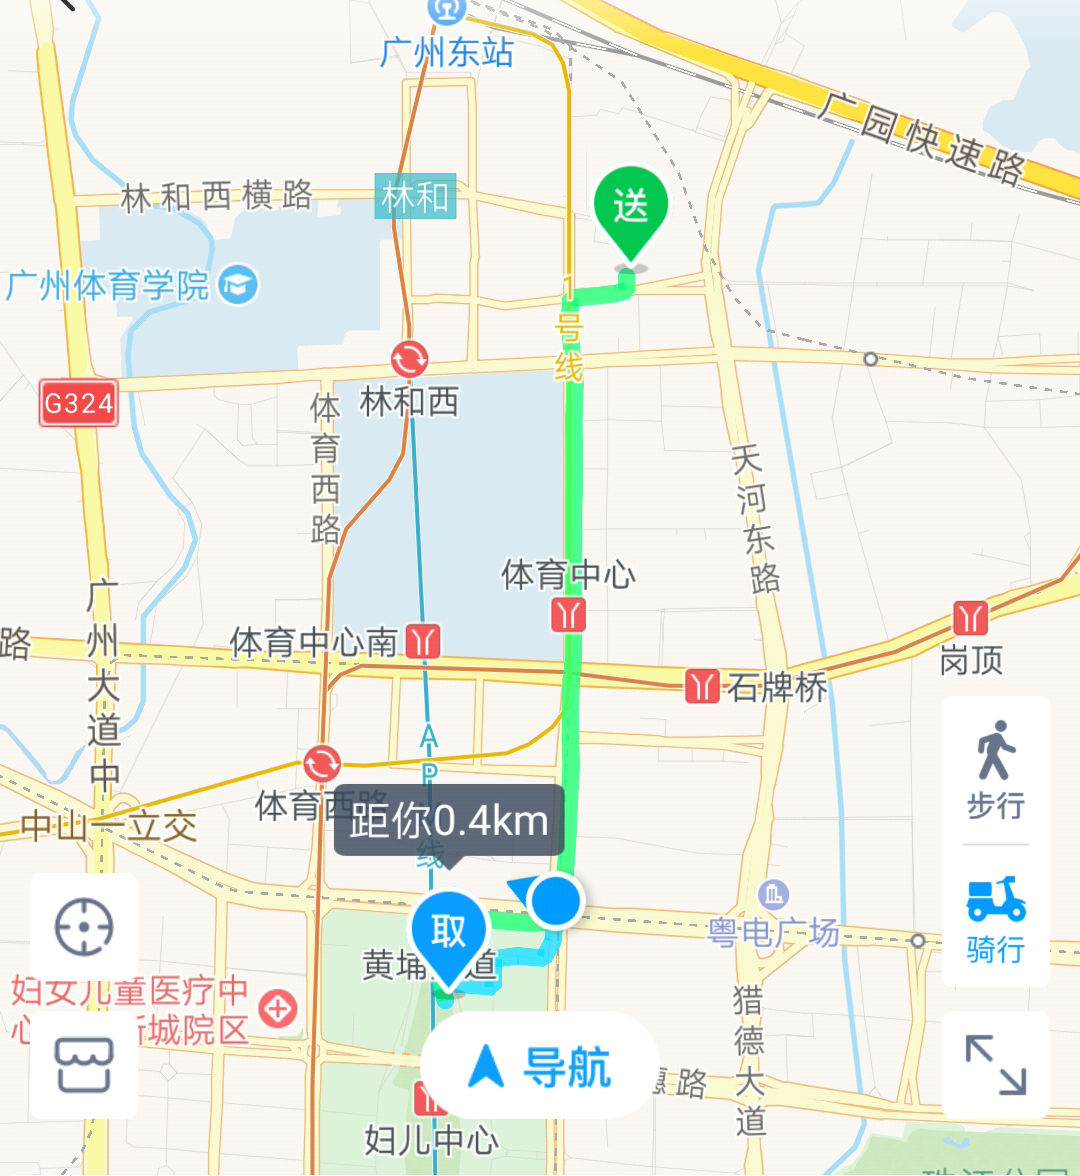 广州东站
广园快速路
林和西横路
林和
送
广州体育学院
1号线
G324
林和西
体育西路
天河东路
体育中心
广州大道中
路
体育中心南
岗顶
石牌桥
AP
线
步行
体育西路
距你0.4km
中山一立交
取
粤电广场
骑行
黄埔
道
妇女儿童医疗中
心
新城院区
猎德大道
导航
路
妇儿中心